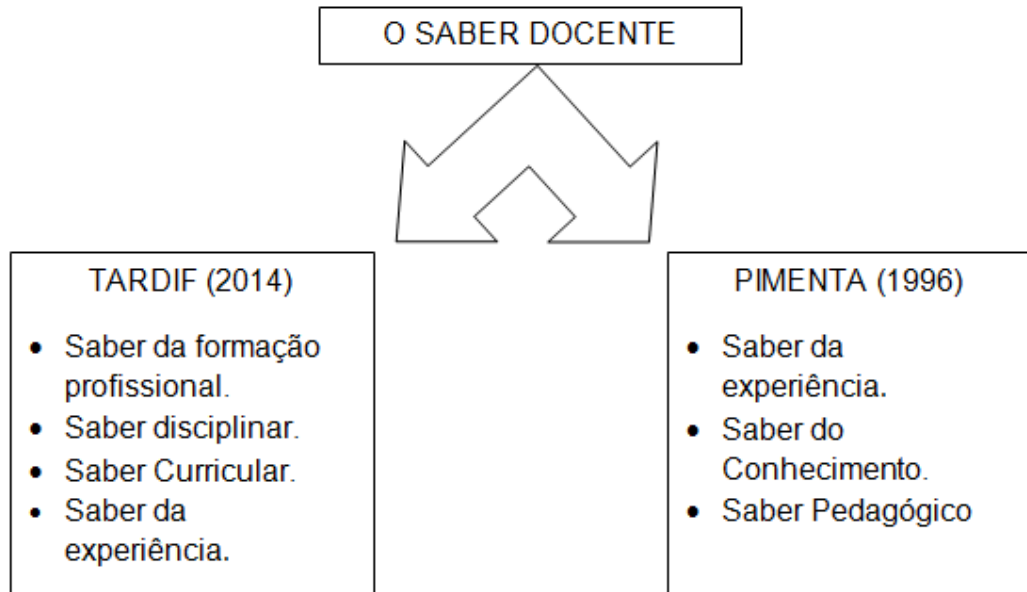 O SABER DOCENTE
TARDIF (2014)
• Saber da formação
profissional.
• Saber disciplinar.
• Saber Curricular.
• Saber da
experiência.
PIMENTA (1996)
• Saber da
experiência.
• Saber do
Conhecimento.
• Saber Pedagógico